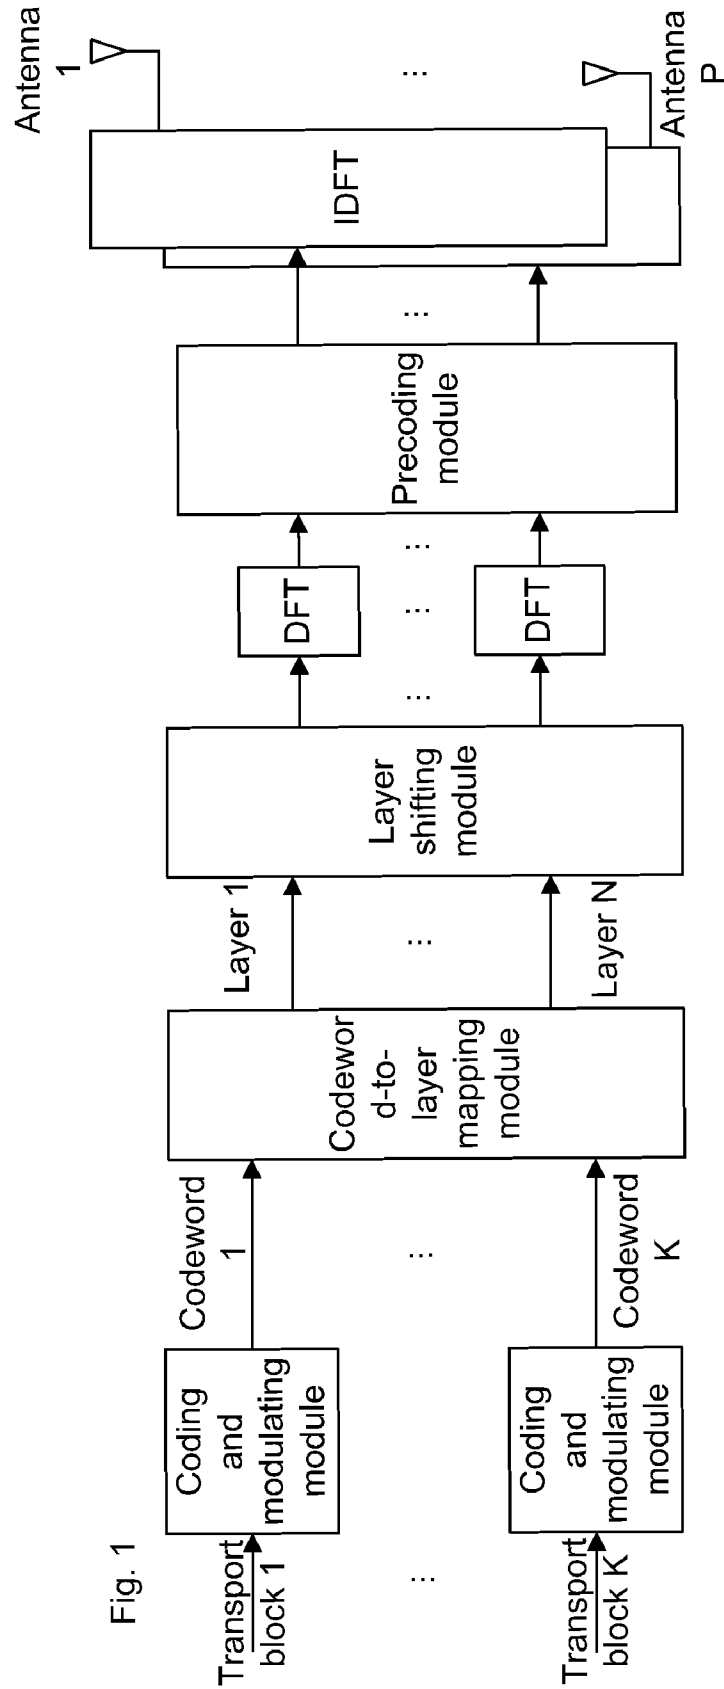 Fig. 1
Transport
block 1
Coding
and
modulating
module
Codeword
1
...
Transport
block K
Coding
and
modulating
module
Codeword
K
...
Codewor
d-to-
layer
mapping
module
Layer 1
...
Layer N
Layer
shifting
module
...
DFT
...
DFT
...
Precoding
module
...
IDFT
Antenna
1
...
Antenna
P